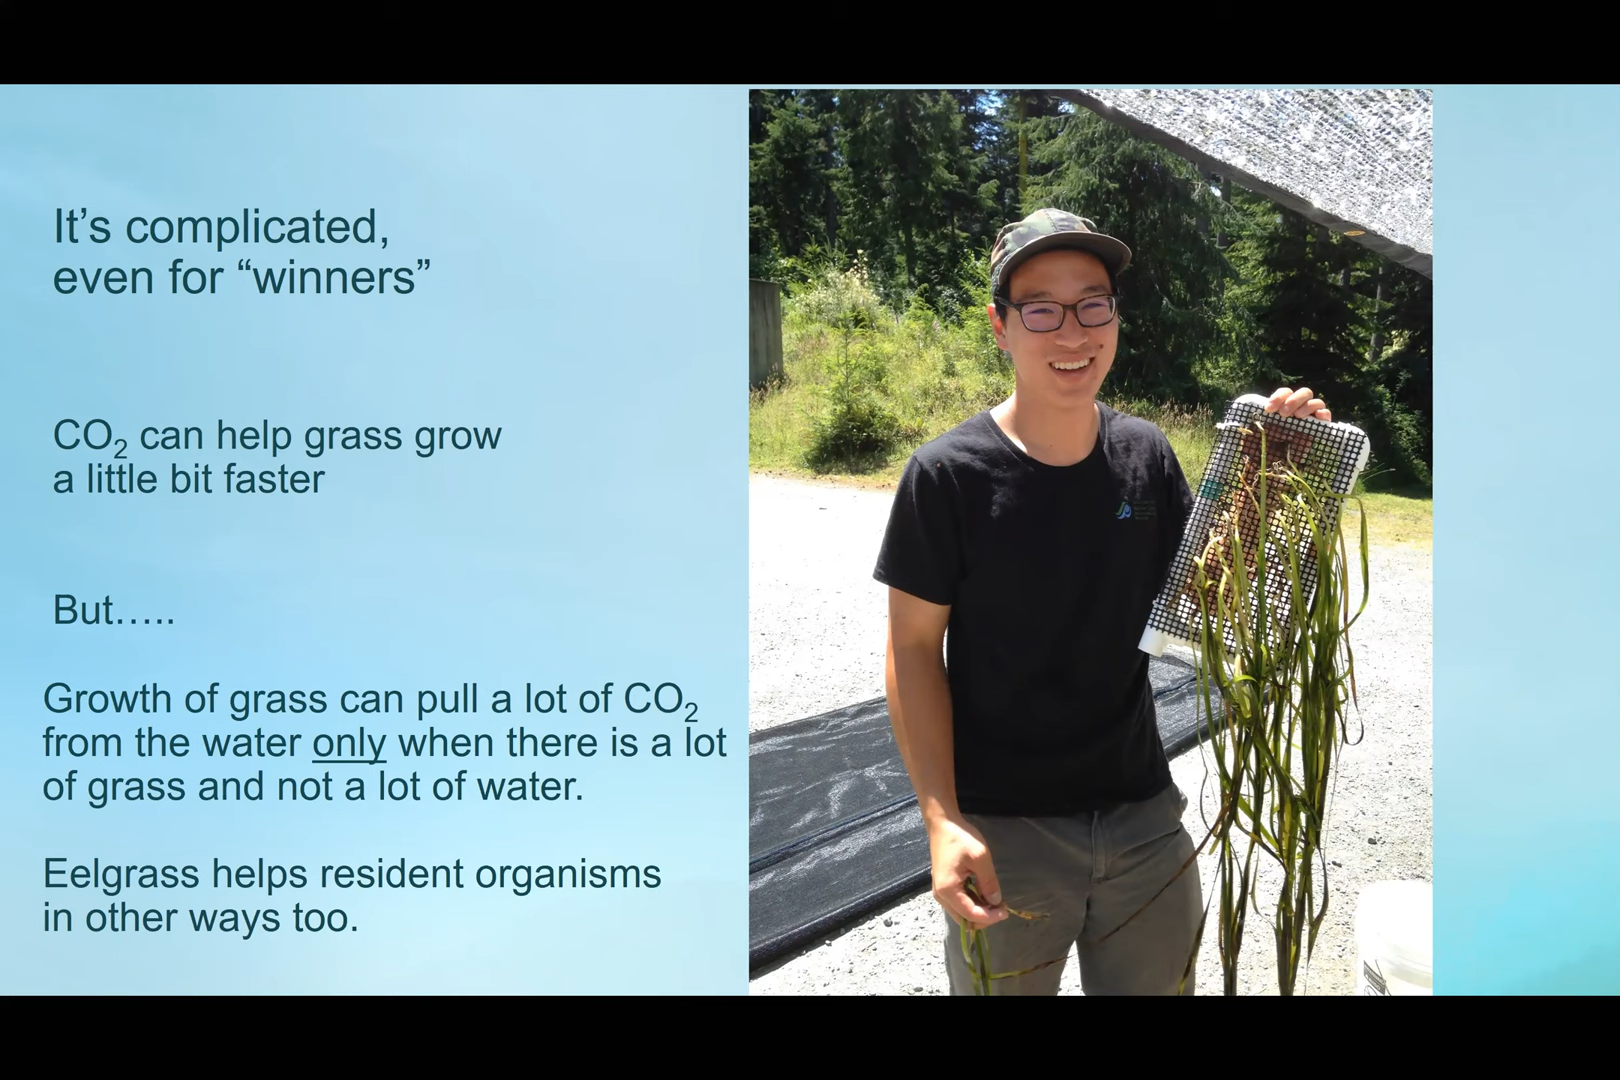 It’s complicated,
even for “winners”
CO₂ can help grass grow
a little bit faster
But…..
Growth of grass can pull a lot of CO₂
from the water only when there is a lot
of grass and not a lot of water.
Eelgrass helps resident organisms
in other ways too.